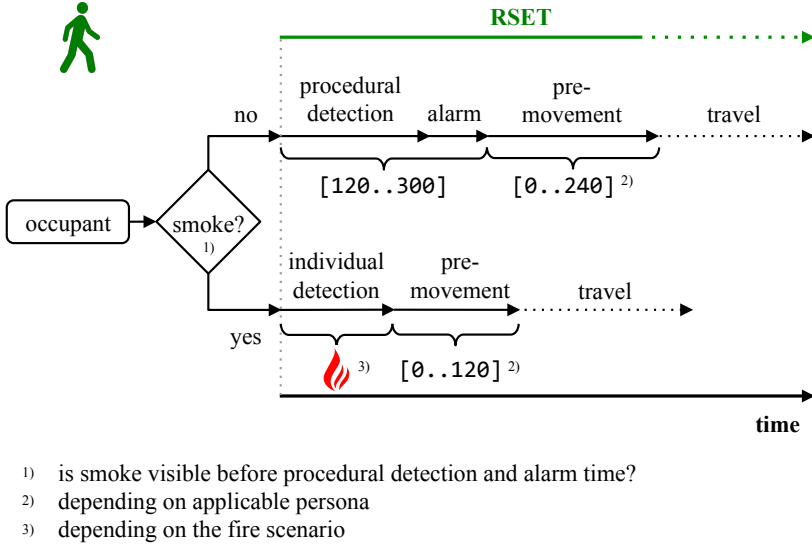 RSET
procedural
detection
alarm
pre-
movement
travel
no
[120..300]
[0..240] 2)
occupant
smoke?
1)
individual
detection
pre-
movement
travel
yes
3)
[0..120] 2)
time
1) is smoke visible before procedural detection and alarm time?
2) depending on applicable persona
3) depending on the fire scenario